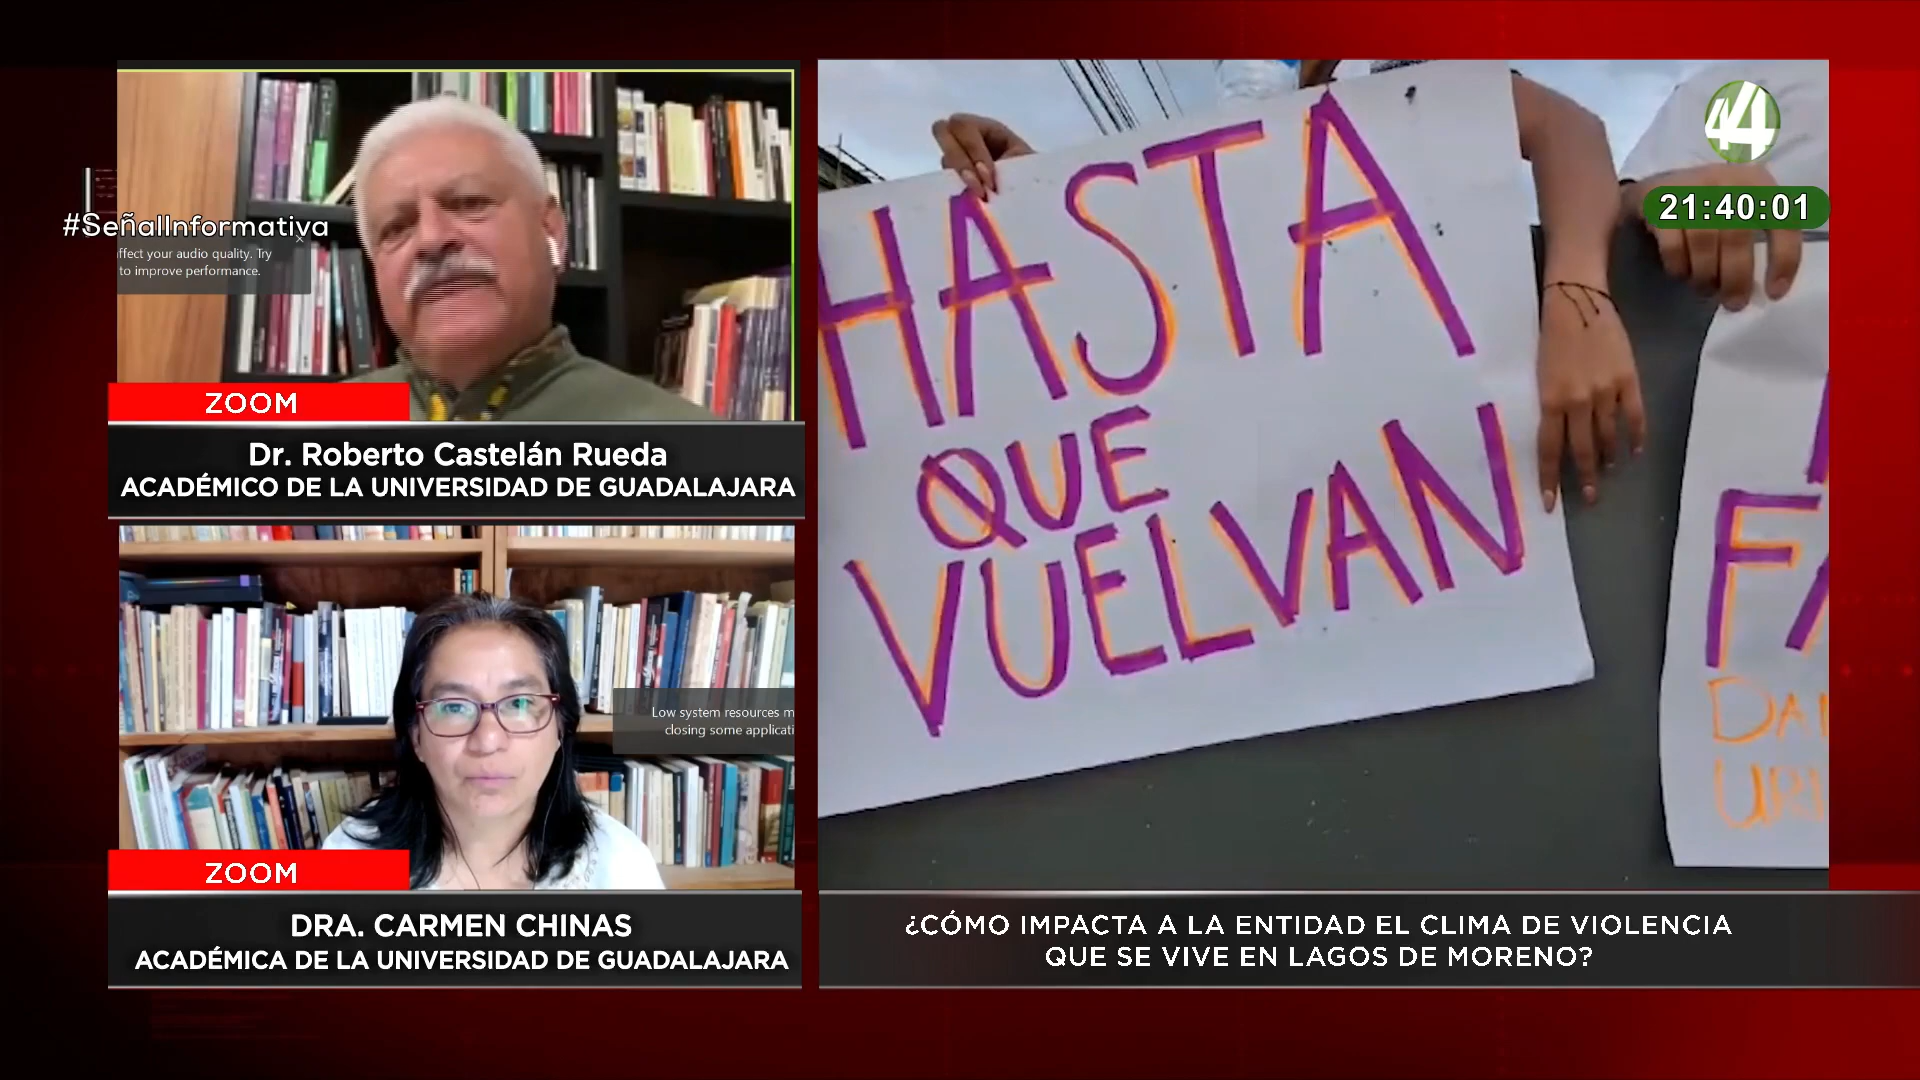 #SeñalInformativa
affect your audio quality. Try
to improve performance.
ZOOM
Dr. Roberto Castelán Rueda
ACADÉMICO DE LA UNIVERSIDAD DE GUADALAJARA
Low system resources m
closing some applicati
ZOOM
DRA. CARMEN CHINAS
ACADÉMICA DE LA UNIVERSIDAD DE GUADALAJARA
44
21:40:01
HASTA
QUE
VUELVAN
¿CÓMO IMPACTA A LA ENTIDAD EL CLIMA DE VIOLENCIA
QUE SE VIVE EN LAGOS DE MORENO?